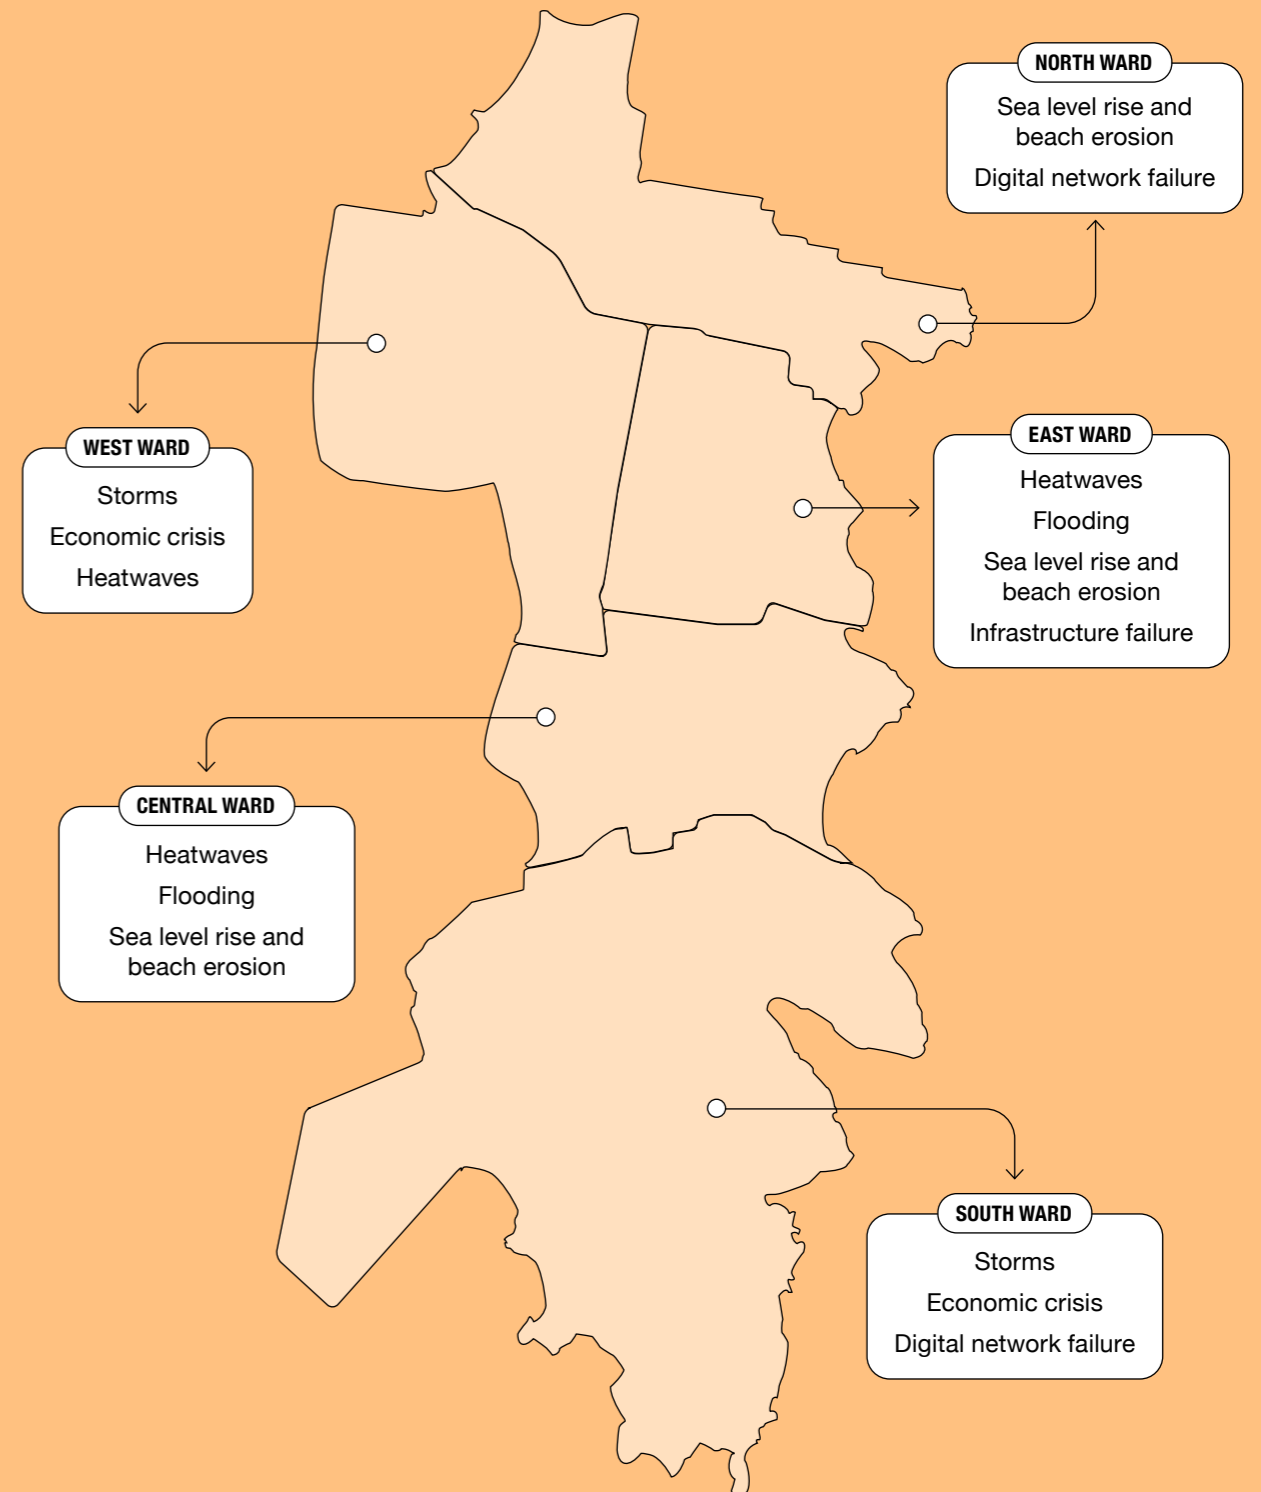 NORTH WARD
Sea level rise and
beach erosion
Digital network failure
WEST WARD
Storms
Economic crisis
Heatwaves
EAST WARD
Heatwaves
Flooding
Sea level rise and
beach erosion
Infrastructure failure
CENTRAL WARD
Heatwaves
Flooding
Sea level rise and
beach erosion
SOUTH WARD
Storms
Economic crisis
Digital network failure